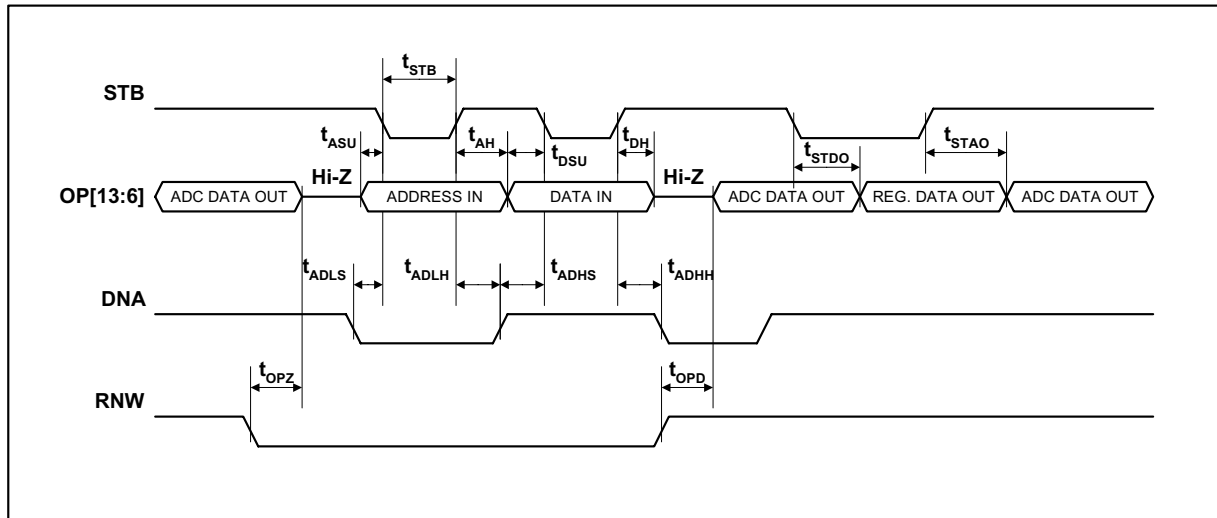 tSTB
STB
tASU
tAH
tDSU
tDH
tSTDO
tSTAO
Hi-Z
Hi-Z
OP[13:6]
ADC DATA OUT
ADDRESS IN
DATA IN
ADC DATA OUT
REG. DATA OUT
ADC DATA OUT
tADLS
tADLH
tADHS
tADHH
DNA
tOPZ
tOPD
RNW